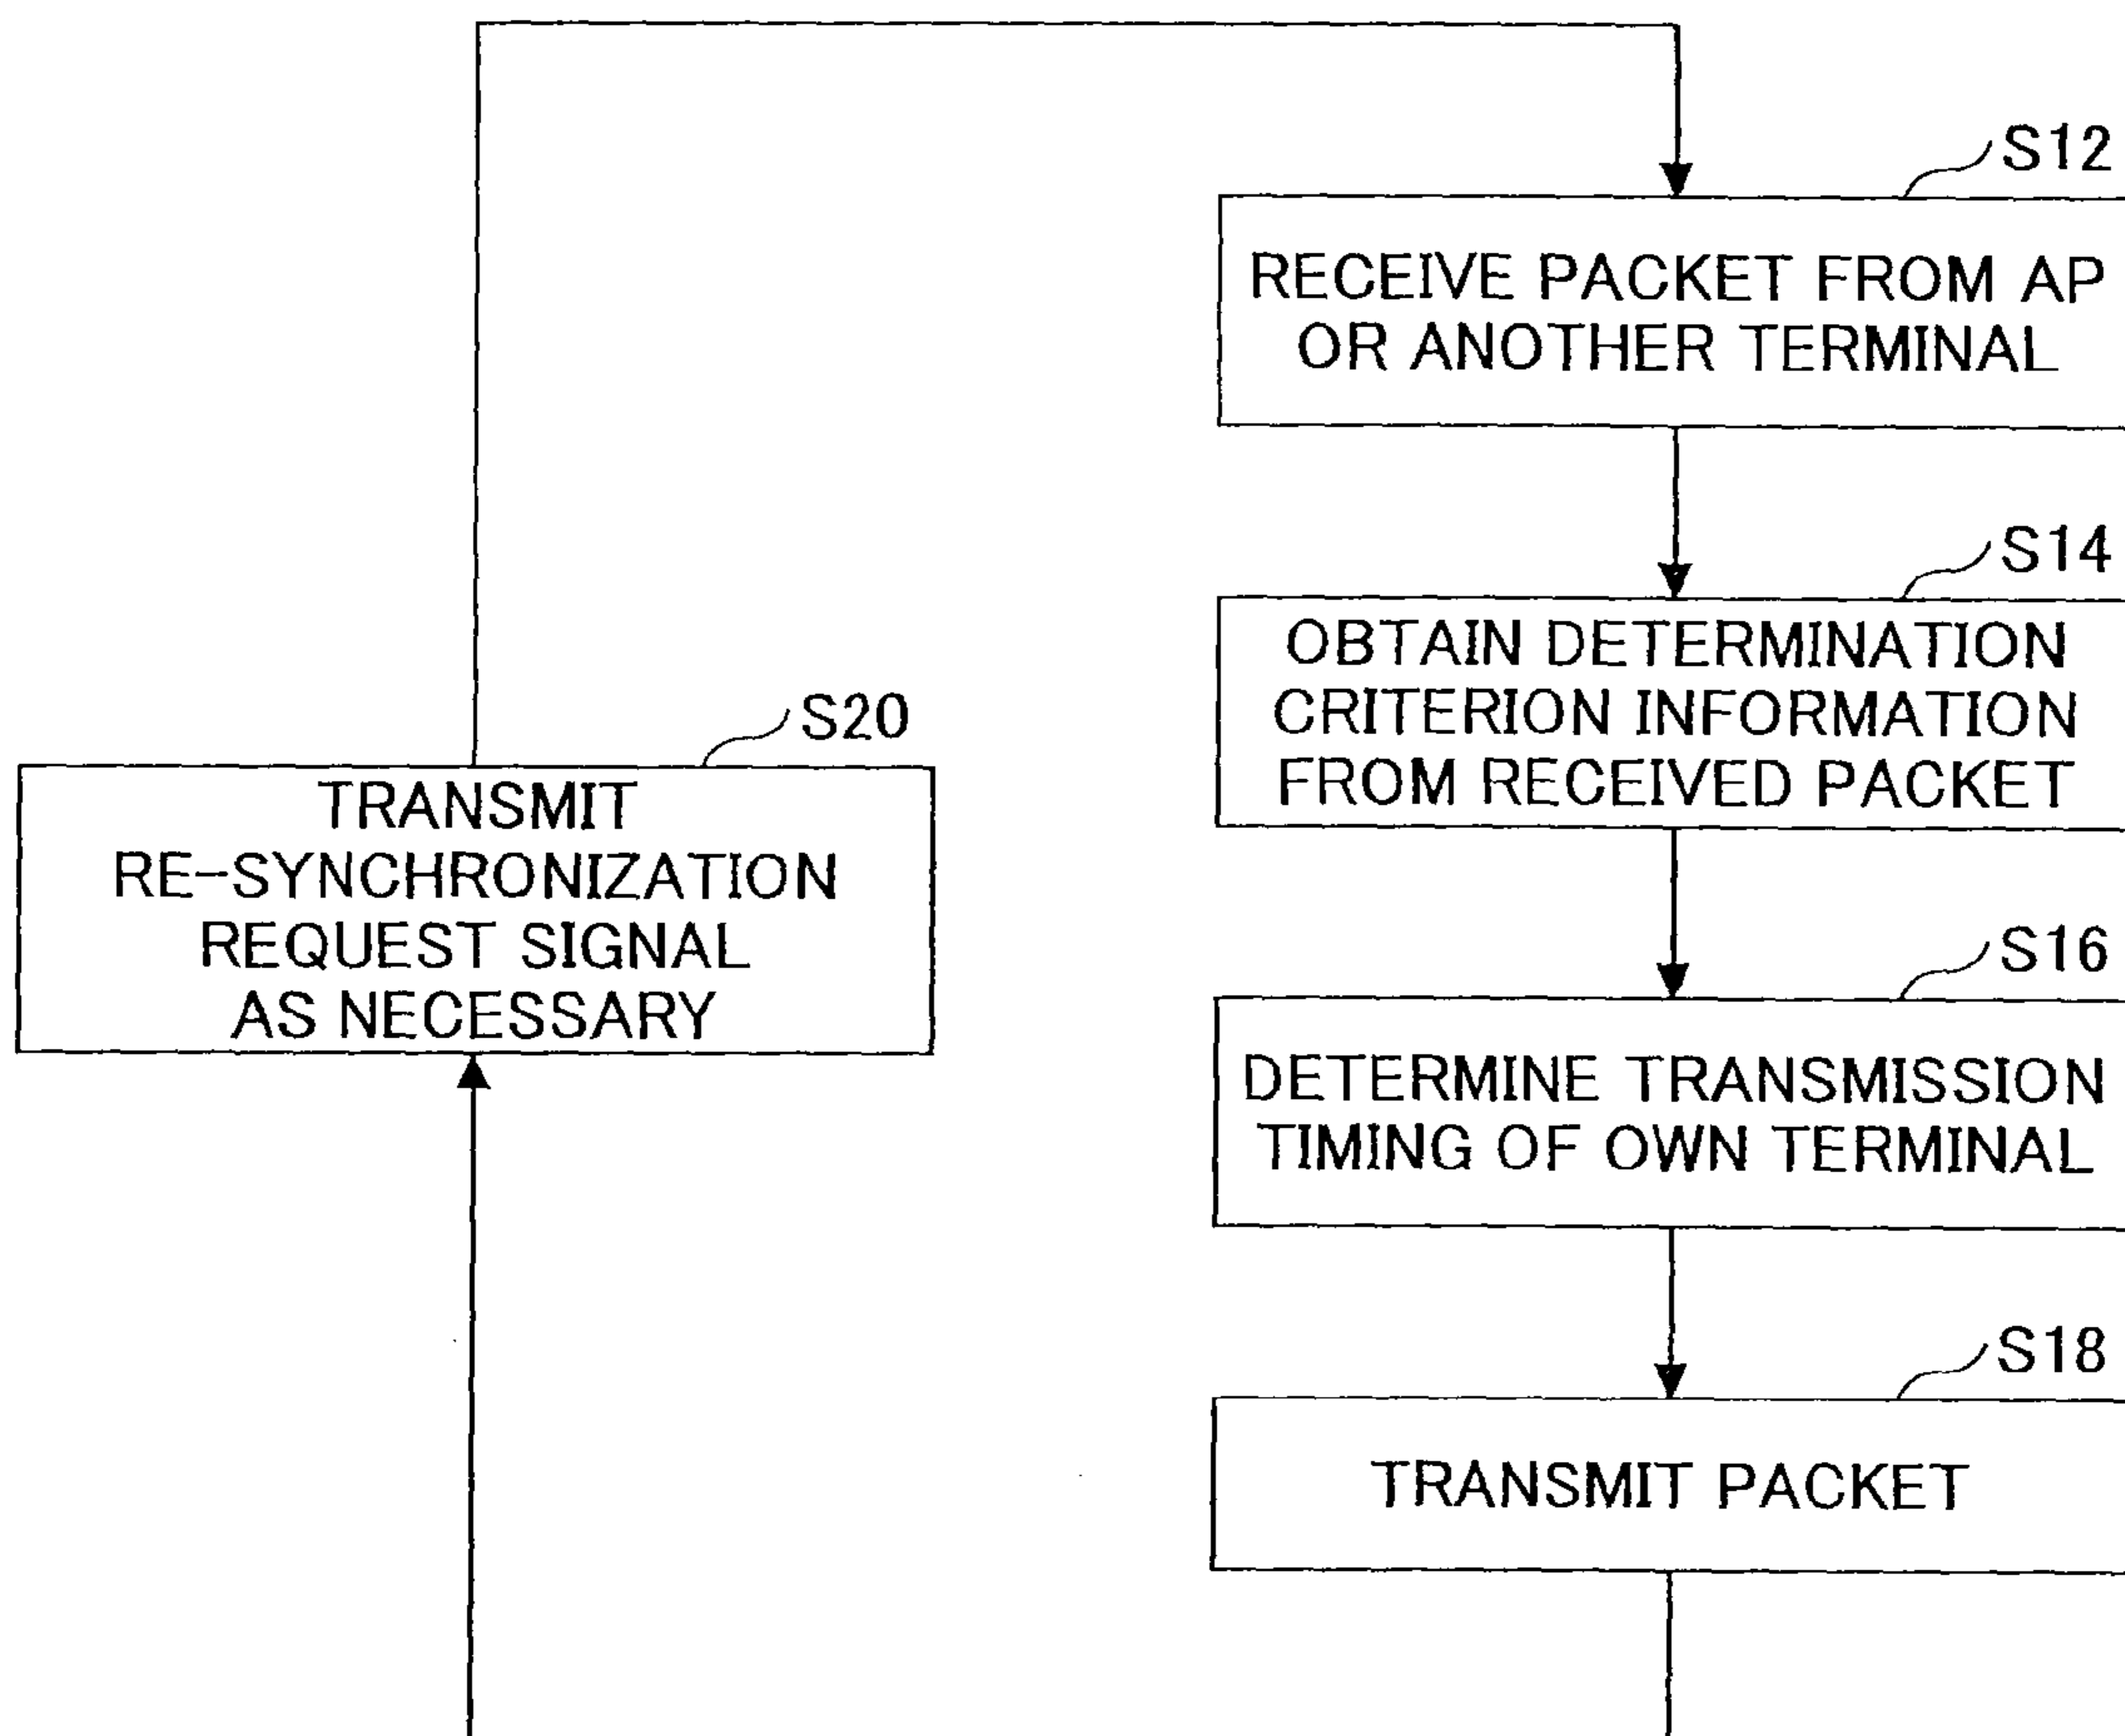 S12
RECEIVE PACKET FROM AP
OR ANOTHER TERMINAL
S14
OBTAIN DETERMINATION
CRITERION INFORMATION
FROM RECEIVED PACKET
S16
DETERMINE TRANSMISSION
TIMING OF OWN TERMINAL
S18
TRANSMIT PACKET
S20
TRANSMIT
RE-SYNCHRONIZATION
REQUEST SIGNAL
AS NECESSARY